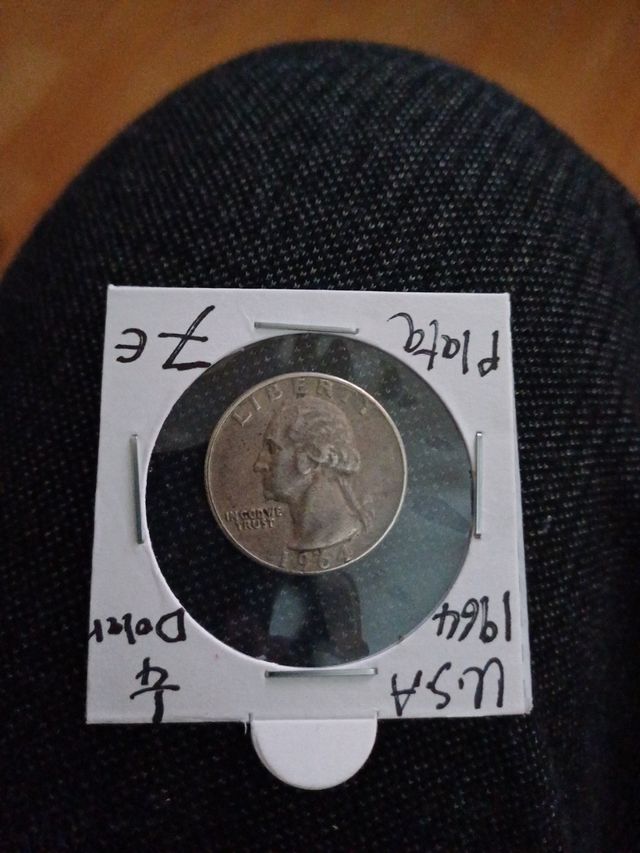 U.S.A 1/4
1964 Dolar
Plata 7€
LIBERTY
IN GOD WE
TRUST
1964